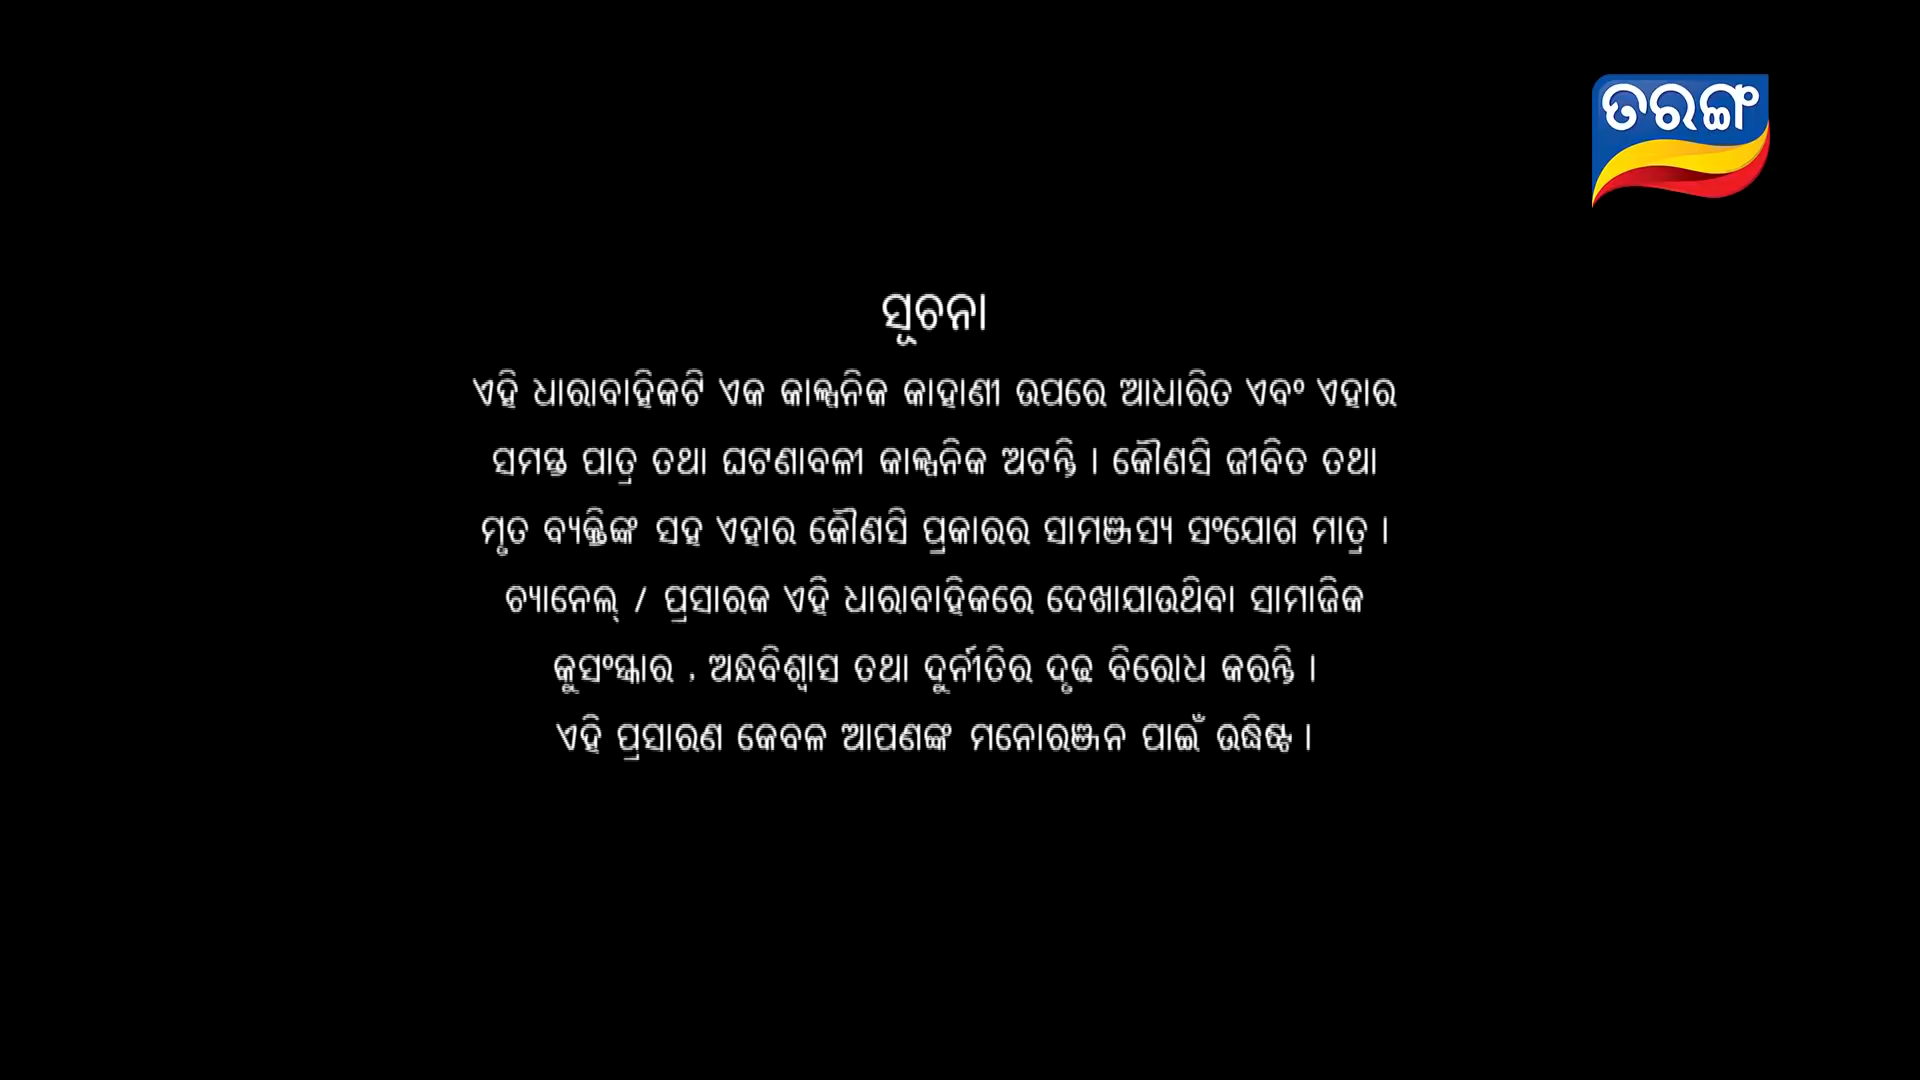 ତରଙ୍ଗ
ସୂଚନା
ଏହି ଧାରାବାହିକଟି ଏକ କାଳ୍ପନିକ କାହାଣୀ ଉପରେ ଆଧାରିତ ଏବଂ ଏହାର
ସମସ୍ତ ପାତ୍ର ତଥା ଘଟଣାବଳୀ କାଳ୍ପନିକ ଅଟନ୍ତି । କୌଣସି ଜୀବିତ ତଥା
ମୃତ ବ୍ୟକ୍ତିଙ୍କ ସହ ଏହାର କୌଣସି ପ୍ରକାରର ସାମଞ୍ଜସ୍ୟ ସଂଯୋଗ ମାତ୍ର ।
ଚ୍ୟାନେଲ୍ / ପ୍ରସାରକ ଏହି ଧାରାବାହିକରେ ଦେଖାଯାଉଥିବା ସାମାଜିକ
କୁସଂସ୍କାର , ଅନ୍ଧବିଶ୍ୱାସ ତଥା ଦୁର୍ନୀତିର ଦୃଢ଼ ବିରୋଧ କରନ୍ତି ।
ଏହି ପ୍ରସାରଣ କେବଳ ଆପଣଙ୍କ ମନୋରଞ୍ଜନ ପାଇଁ ଉଦ୍ଧିଷ୍ଟ ।